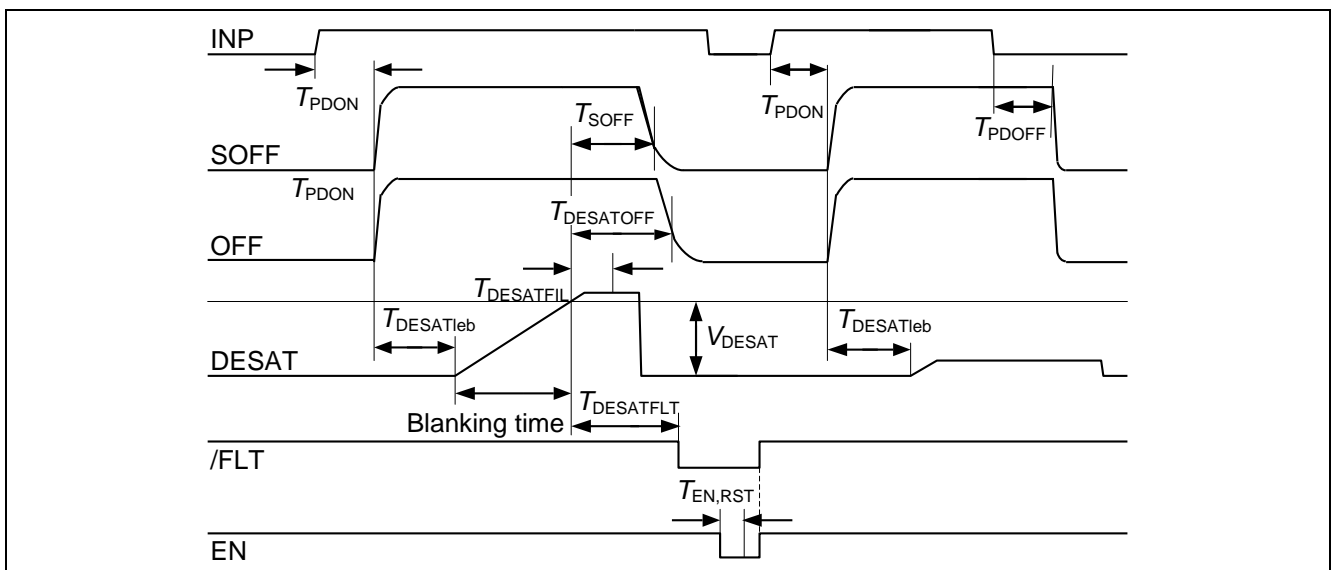 INP
TPDON
TPDON
TSOFF
TPDOFF
SOFF
TPDON
TDESATOFF
OFF
TDESATFIL
TDESATleb
VDESAT
TDESATleb
DESAT
TDESATFLT
Blanking time
/FLT
TEN,RST
EN